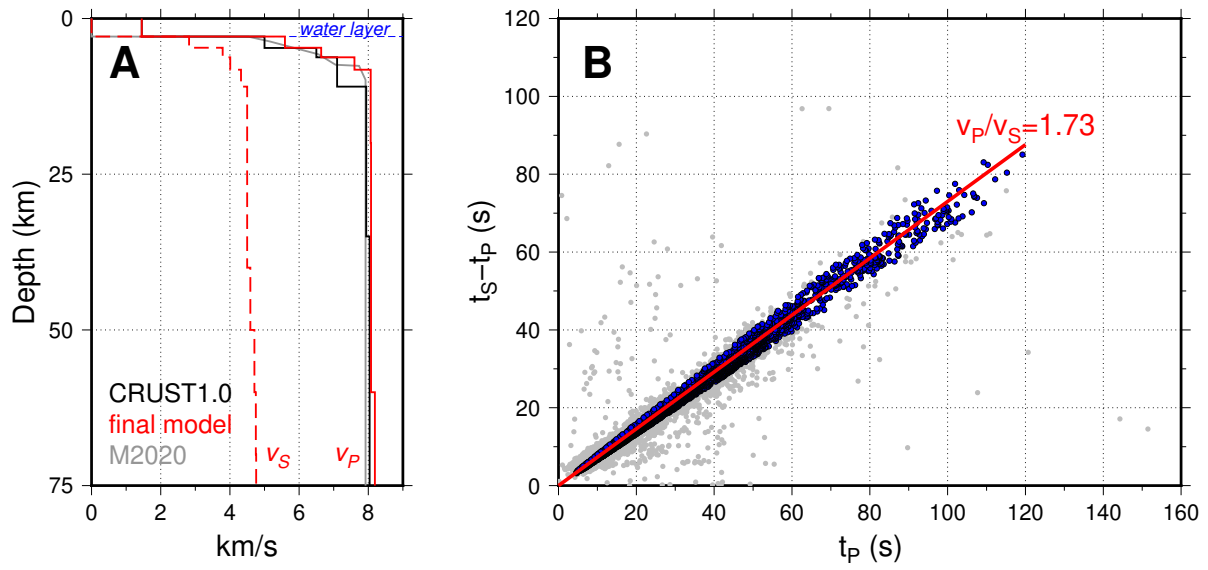 0
25
50
75
Depth (km)
A
water layer
CRUST1.0
final model
M2020
vS
vP
0
2
4
6
8
km/s
B
vP/vS=1.73
120
100
80
60
40
20
0
tS−tP (s)
0
20
40
60
80
100
120
140
160
tP (s)